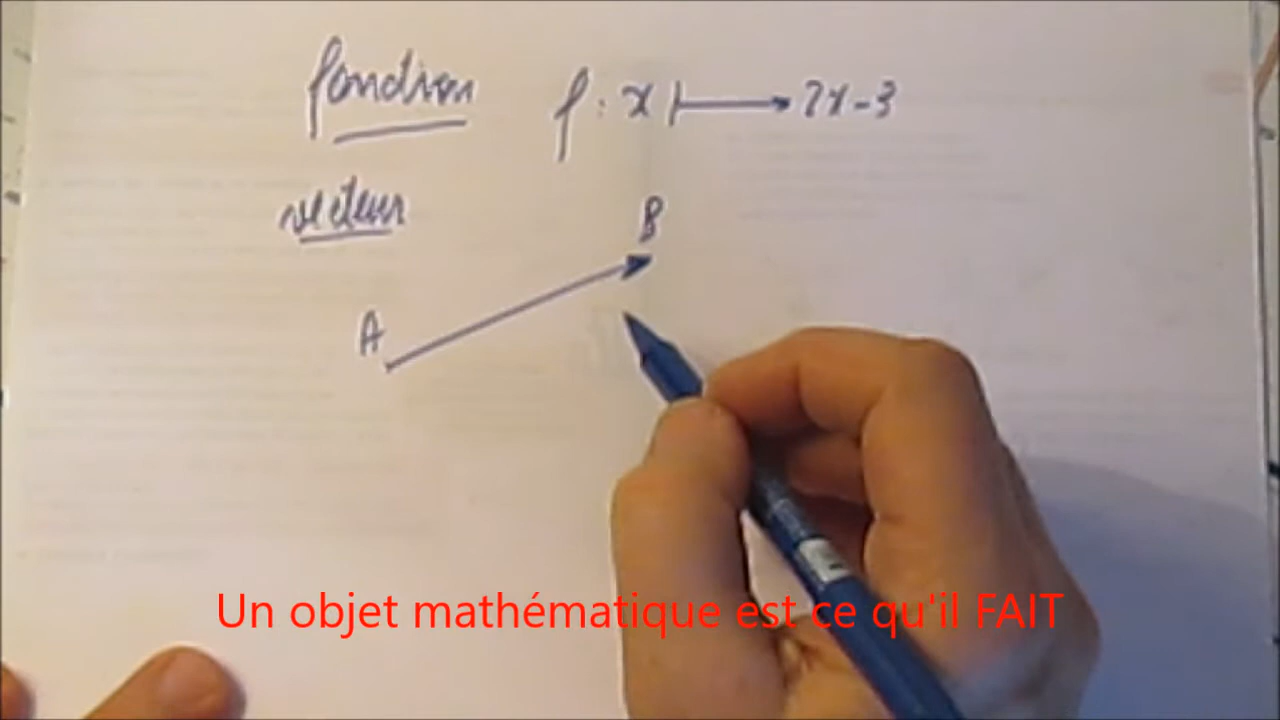 fonction f : x ⟼ 2x-3
vecteur
B
A
Un objet mathématique est ce qu'il FAIT